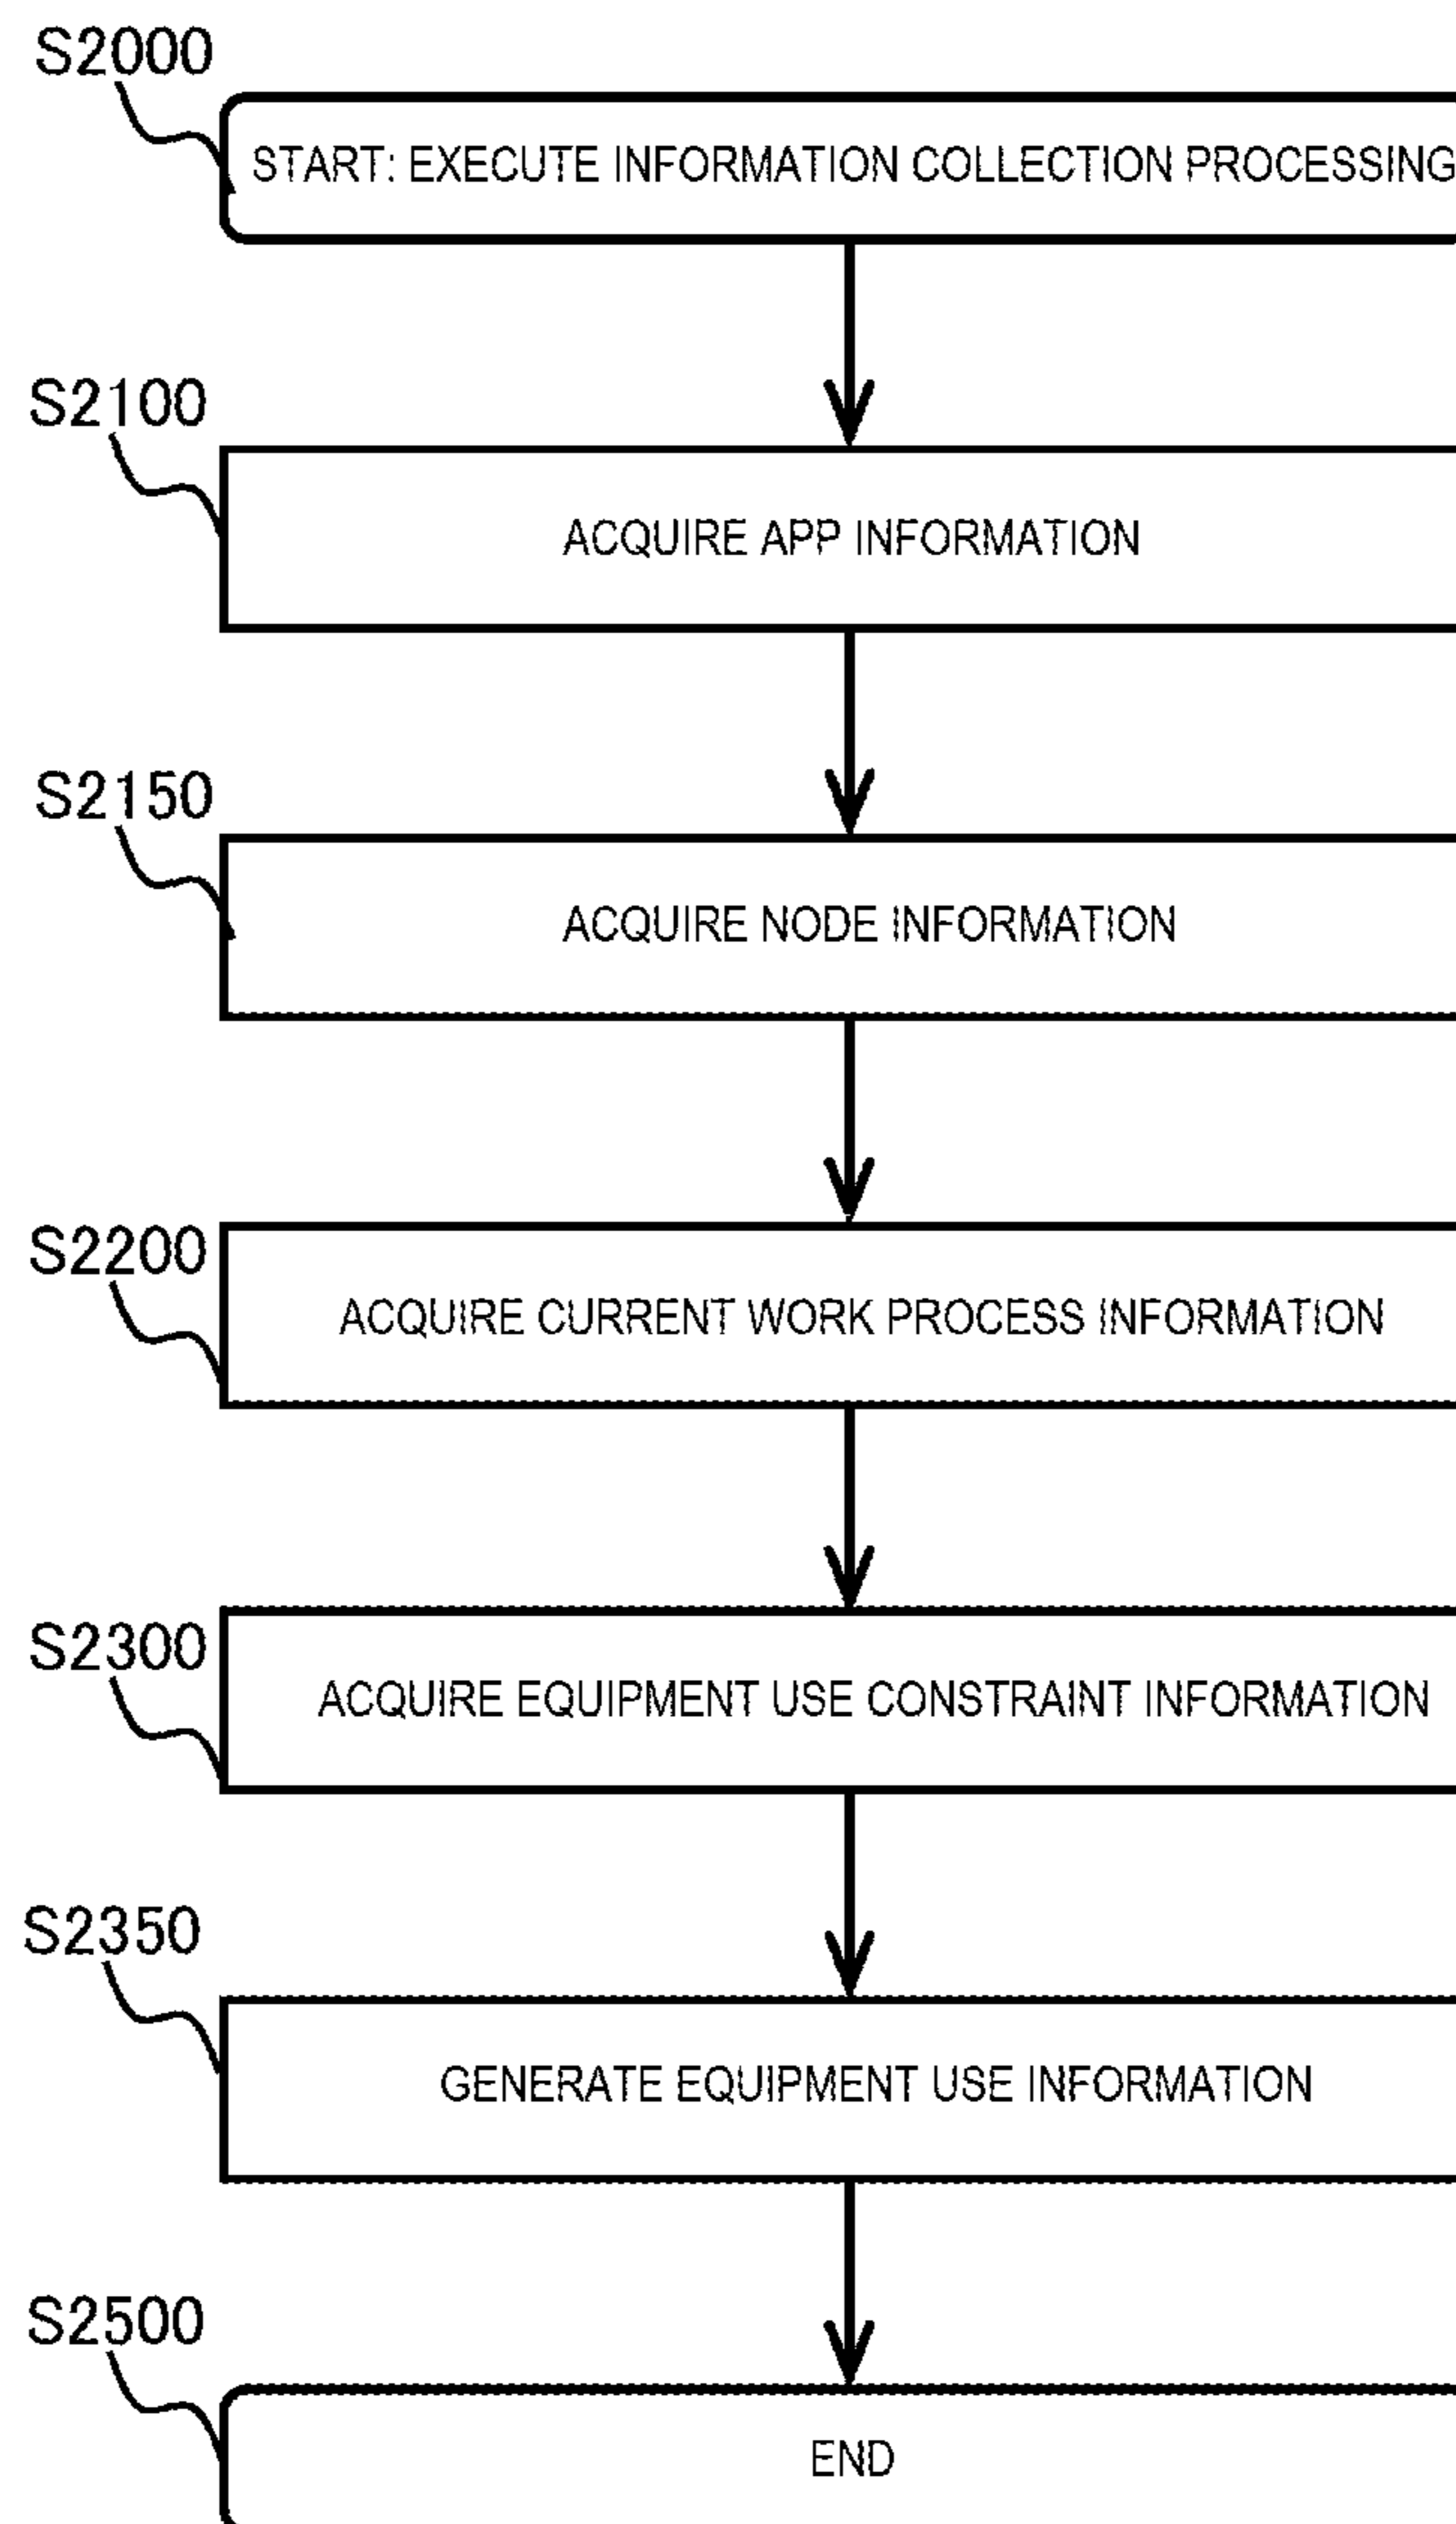 S2000
START: EXECUTE INFORMATION COLLECTION PROCESSING
S2100
ACQUIRE APP INFORMATION
S2150
ACQUIRE NODE INFORMATION
S2200
ACQUIRE CURRENT WORK PROCESS INFORMATION
S2300
ACQUIRE EQUIPMENT USE CONSTRAINT INFORMATION
S2350
GENERATE EQUIPMENT USE INFORMATION
S2500
END